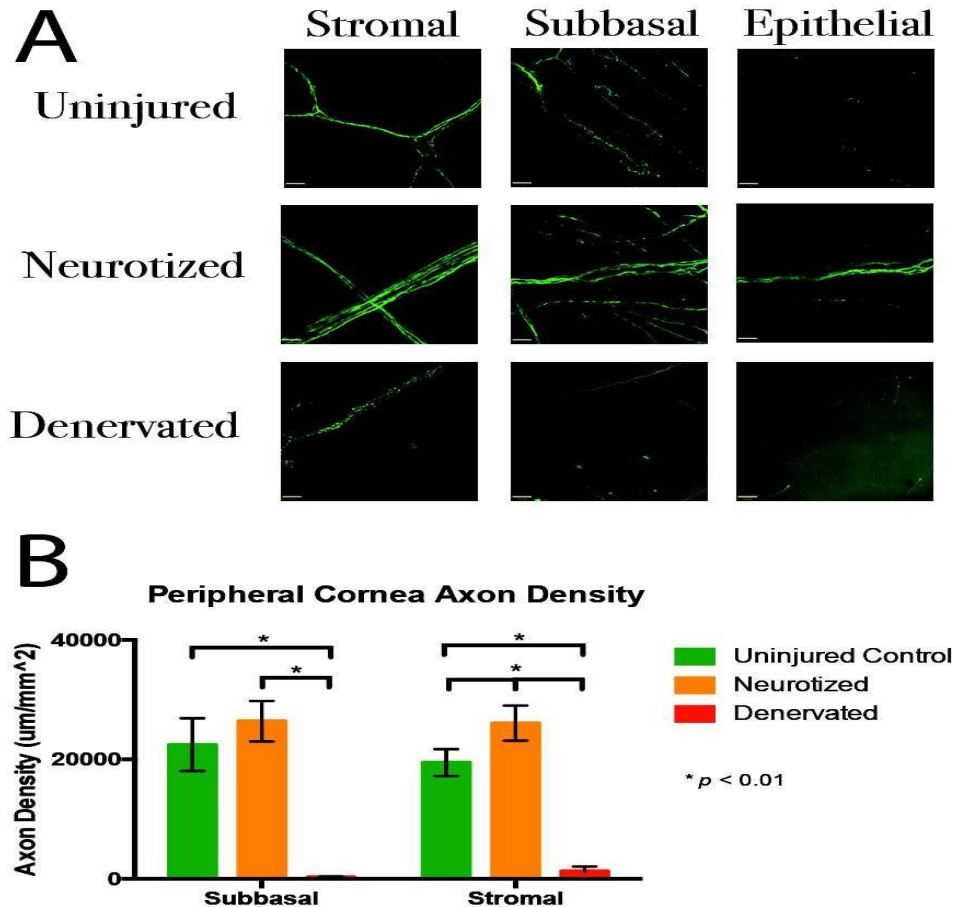 A
Stromal Subbasal Epithelial
Uninjured
Neurotized
Denervated
B
Peripheral Cornea Axon Density
Axon Density (um/mm^2)
40000
20000
0
* *
* *
Subbasal Stromal
Uninjured Control
Neurotized
Denervated
* p < 0.01